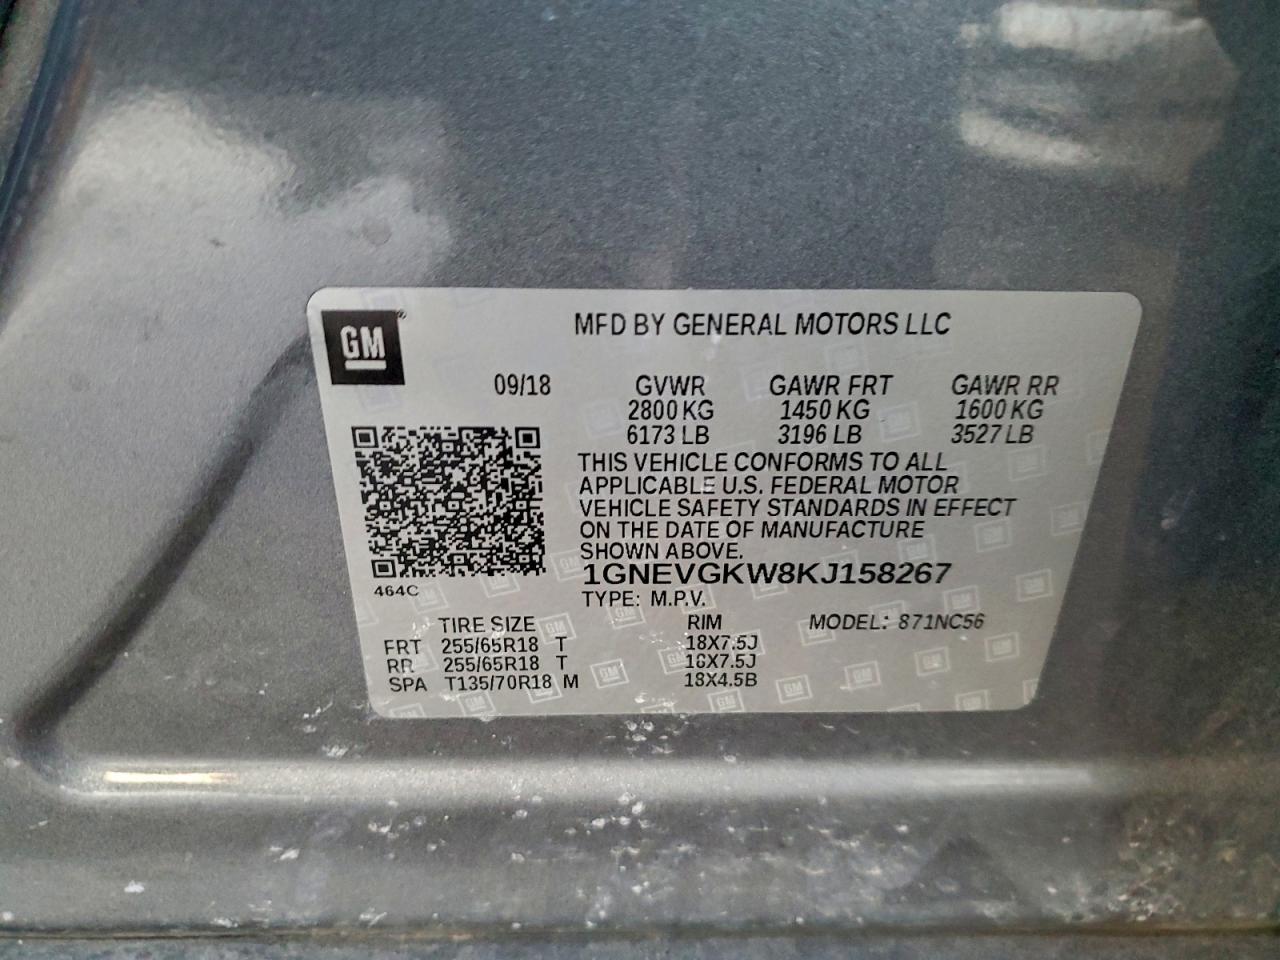 GM
MFD BY GENERAL MOTORS LLC
09/18 GVWR GAWR FRT GAWR RR
2800 KG 1450 KG 1600 KG
6173 LB 3196 LB 3527 LB
THIS VEHICLE CONFORMS TO ALL
APPLICABLE U.S. FEDERAL MOTOR
VEHICLE SAFETY STANDARDS IN EFFECT
ON THE DATE OF MANUFACTURE
SHOWN ABOVE.
1GNEVGKW8KJ158267
464C
TYPE: M.P.V.
TIRE SIZE RIM MODEL: 871NC56
FRT 255/65R18 T 18X7.5J
RR 255/65R18 T 18X7.5J
SPA T135/70R18 M 18X4.5B